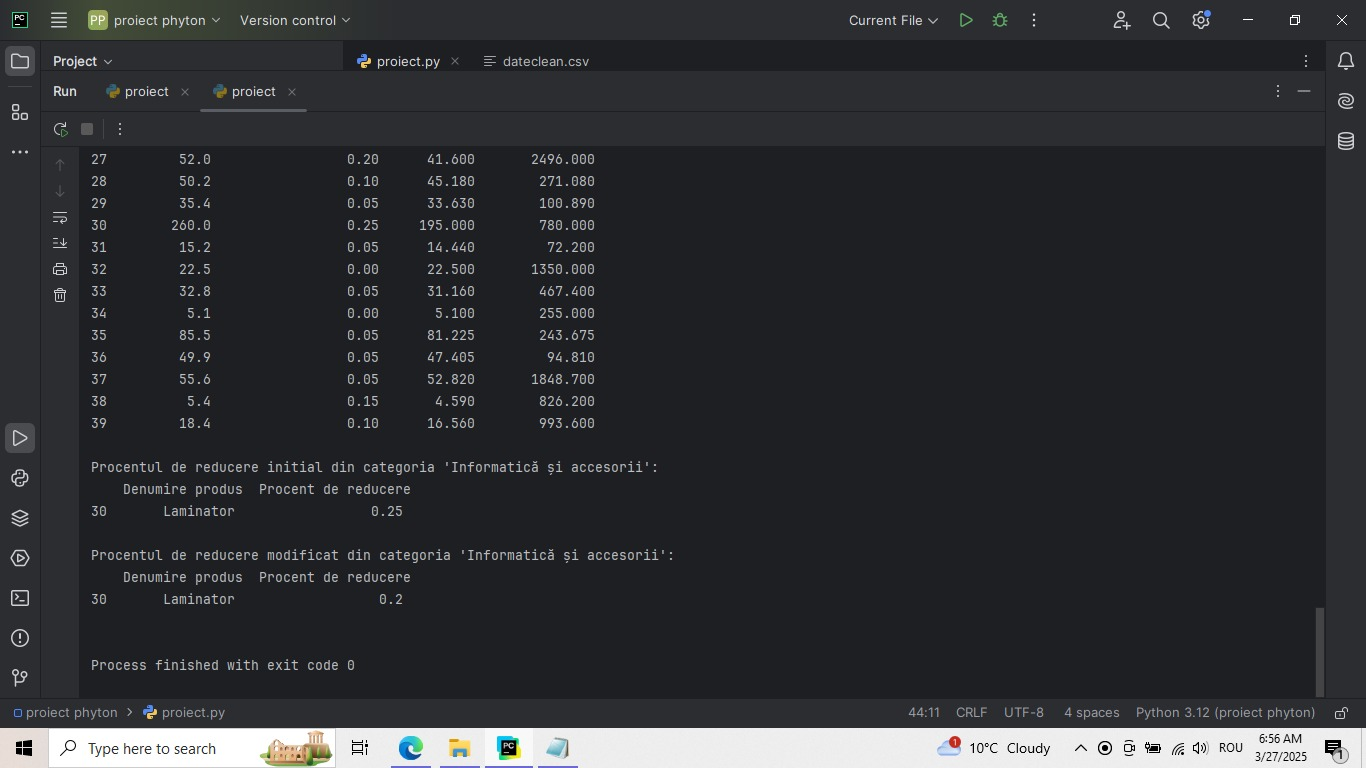 PC PP proiect phyton Version control Current File
Project proiect.py dateclean.csv
Run proiect proiect
27 52.0 0.20 41.600 2496.000
28 50.2 0.10 45.180 271.080
29 35.4 0.05 33.630 100.890
30 260.0 0.25 195.000 780.000
31 15.2 0.05 14.440 72.200
32 22.5 0.00 22.500 1350.000
33 32.8 0.05 31.160 467.400
34 5.1 0.00 5.100 255.000
35 85.5 0.05 81.225 243.675
36 49.9 0.05 47.405 94.810
37 55.6 0.05 52.820 1848.700
38 5.4 0.15 4.590 826.200
39 18.4 0.10 16.560 993.600
Procentul de reducere initial din categoria 'Informatică și accesorii':
Denumire produs Procent de reducere
30 Laminator 0.25
Procentul de reducere modificat din categoria 'Informatică și accesorii':
Denumire produs Procent de reducere
30 Laminator 0.2
Process finished with exit code 0
proiect phyton proiect.py 44:11 CRLF UTF-8 4 spaces Python 3.12 (proiect phyton)
Type here to search PC 1 10°C Cloudy ROU 6:56 AM 1
3/27/2025